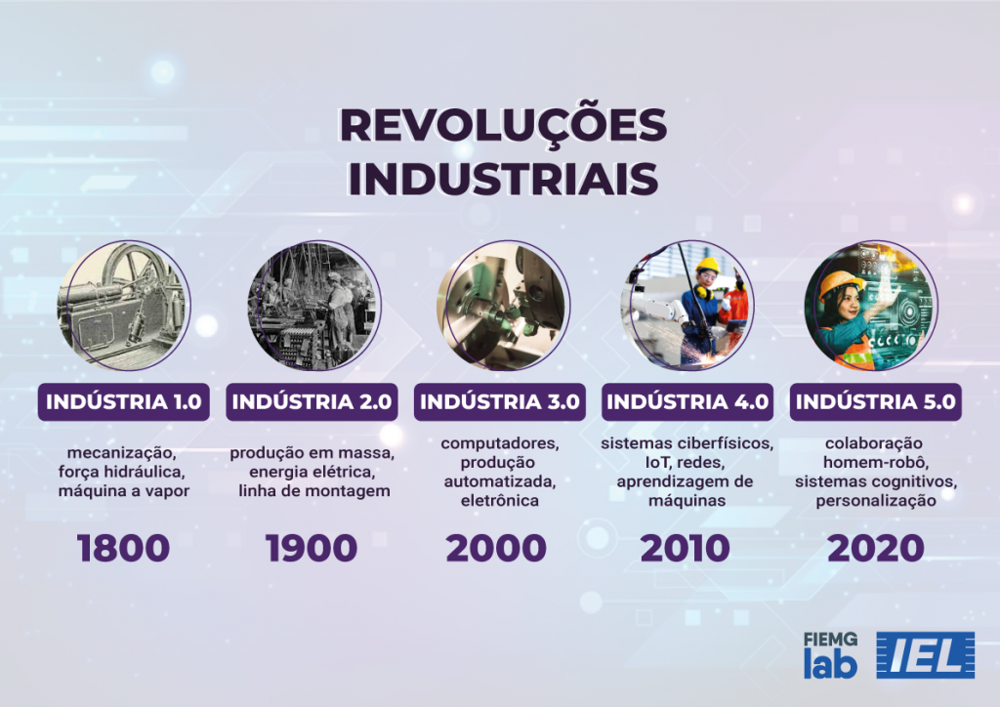 REVOLUÇÕES
INDUSTRIAIS
INDÚSTRIA 1.0
mecanização,
força hidráulica,
máquina a vapor
1800
INDÚSTRIA 2.0
produção em massa,
energia elétrica,
linha de montagem
1900
INDÚSTRIA 3.0
computadores,
produção
automatizada,
eletrônica
2000
INDÚSTRIA 4.0
sistemas ciberfísicos,
IoT, redes,
aprendizagem de
máquinas
2010
INDÚSTRIA 5.0
colaboração
homem-robô,
sistemas cognitivos,
personalização
2020
FIEMG
lab
IEL